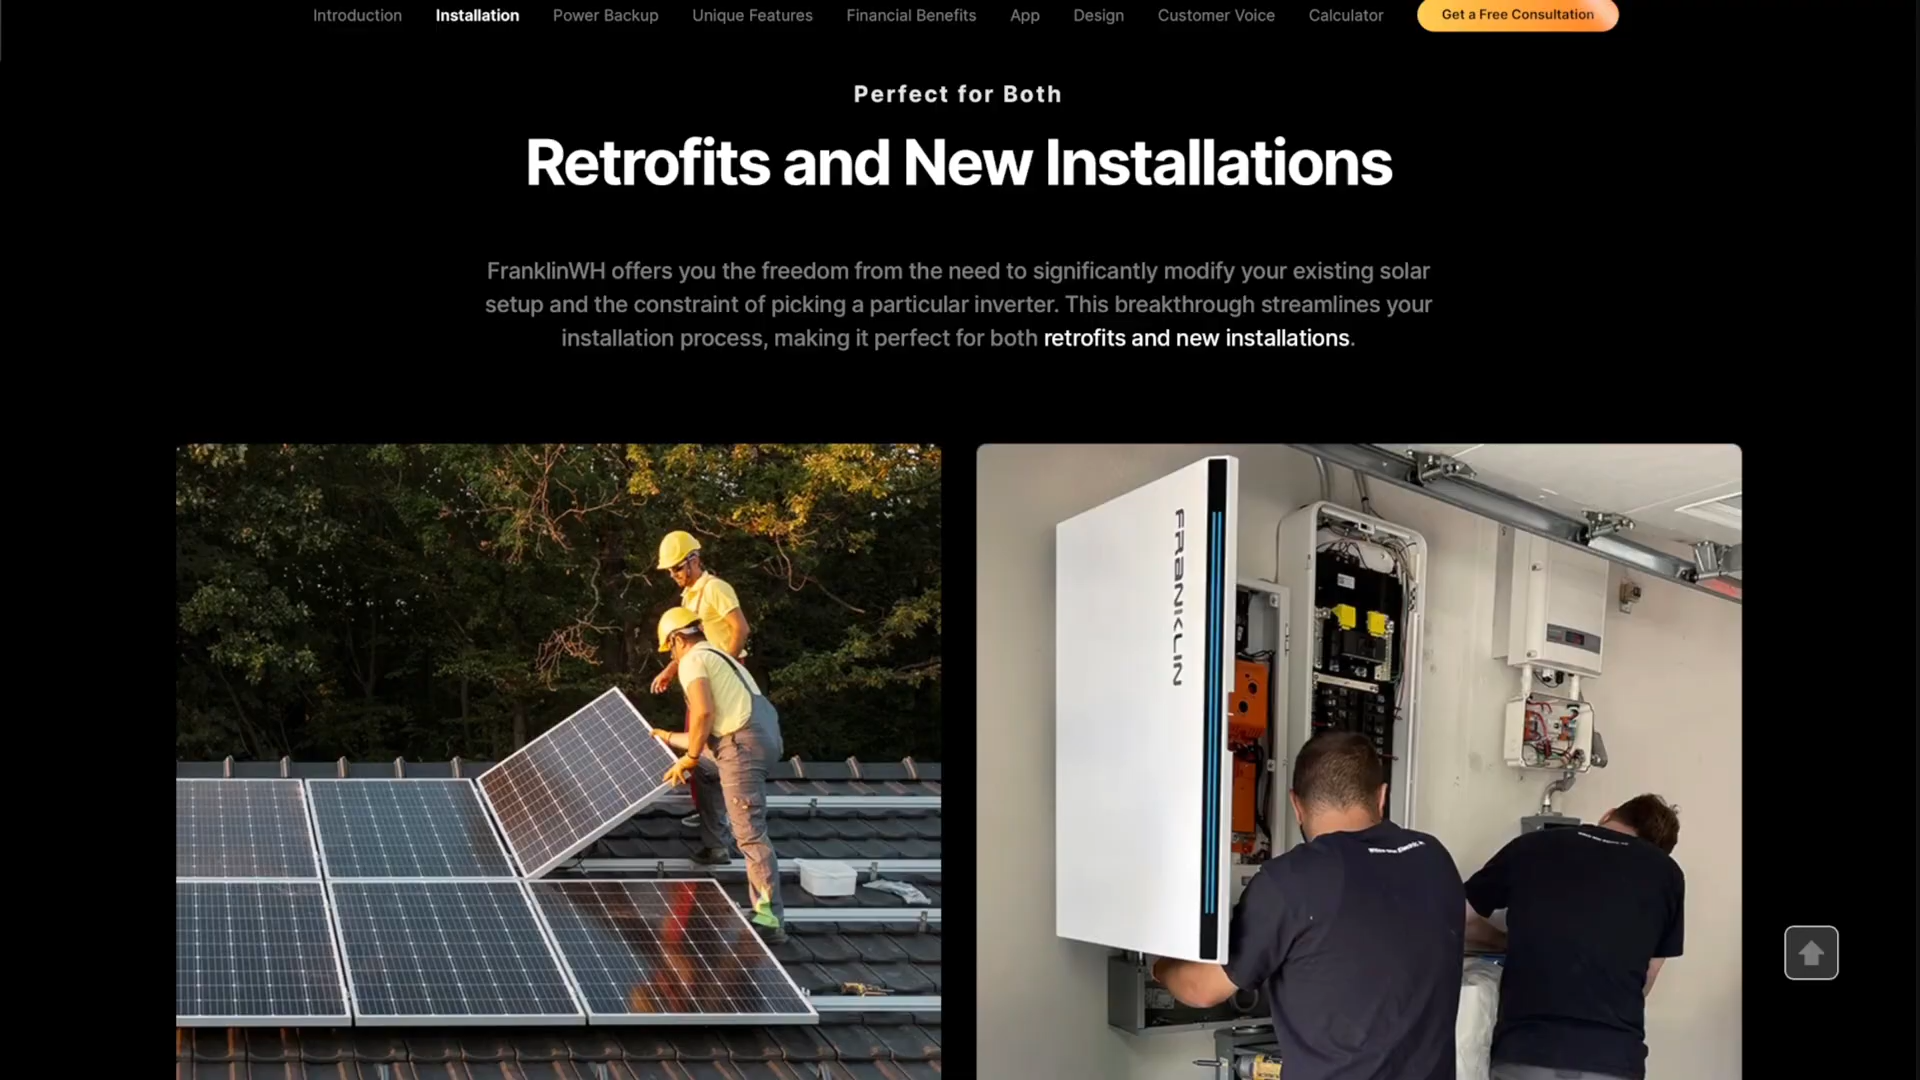 Introduction
Installation
Power Backup
Unique Features
Financial Benefits
App
Design
Customer Voice
Calculator
Get a Free Consultation
Perfect for Both
Retrofits and New Installations
FranklinWH offers you the freedom from the need to significantly modify your existing solar
setup and the constraint of picking a particular inverter. This breakthrough streamlines your
installation process, making it perfect for both retrofits and new installations.
FRANKLIN